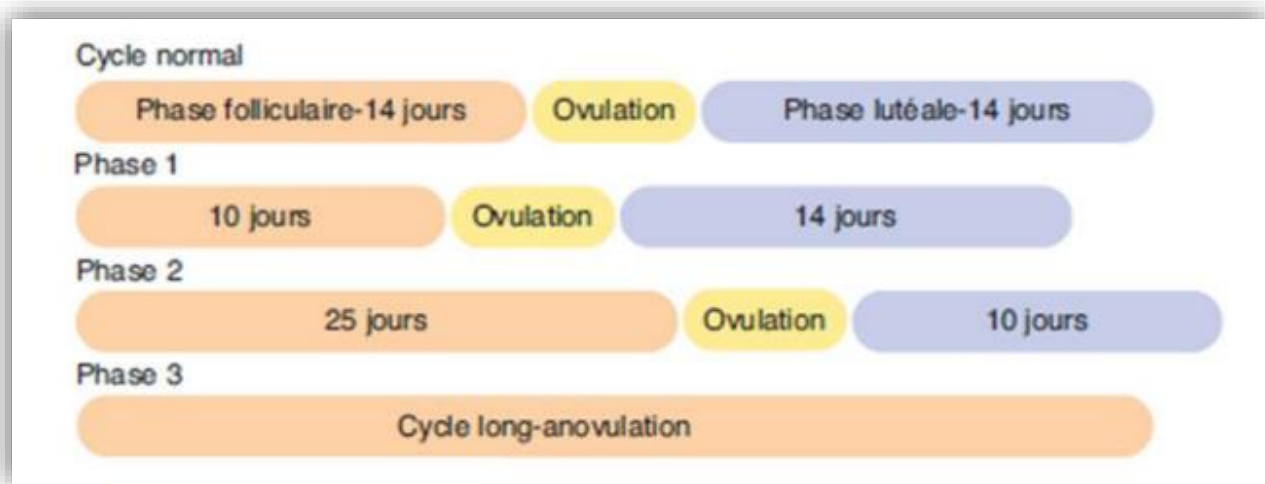 Cycle normal
Phase folliculaire-14 jours Ovulation Phase lutéale-14 jours
Phase 1
10 jours Ovulation 14 jours
Phase 2
25 jours Ovulation 10 jours
Phase 3
Cycle long-anovulation